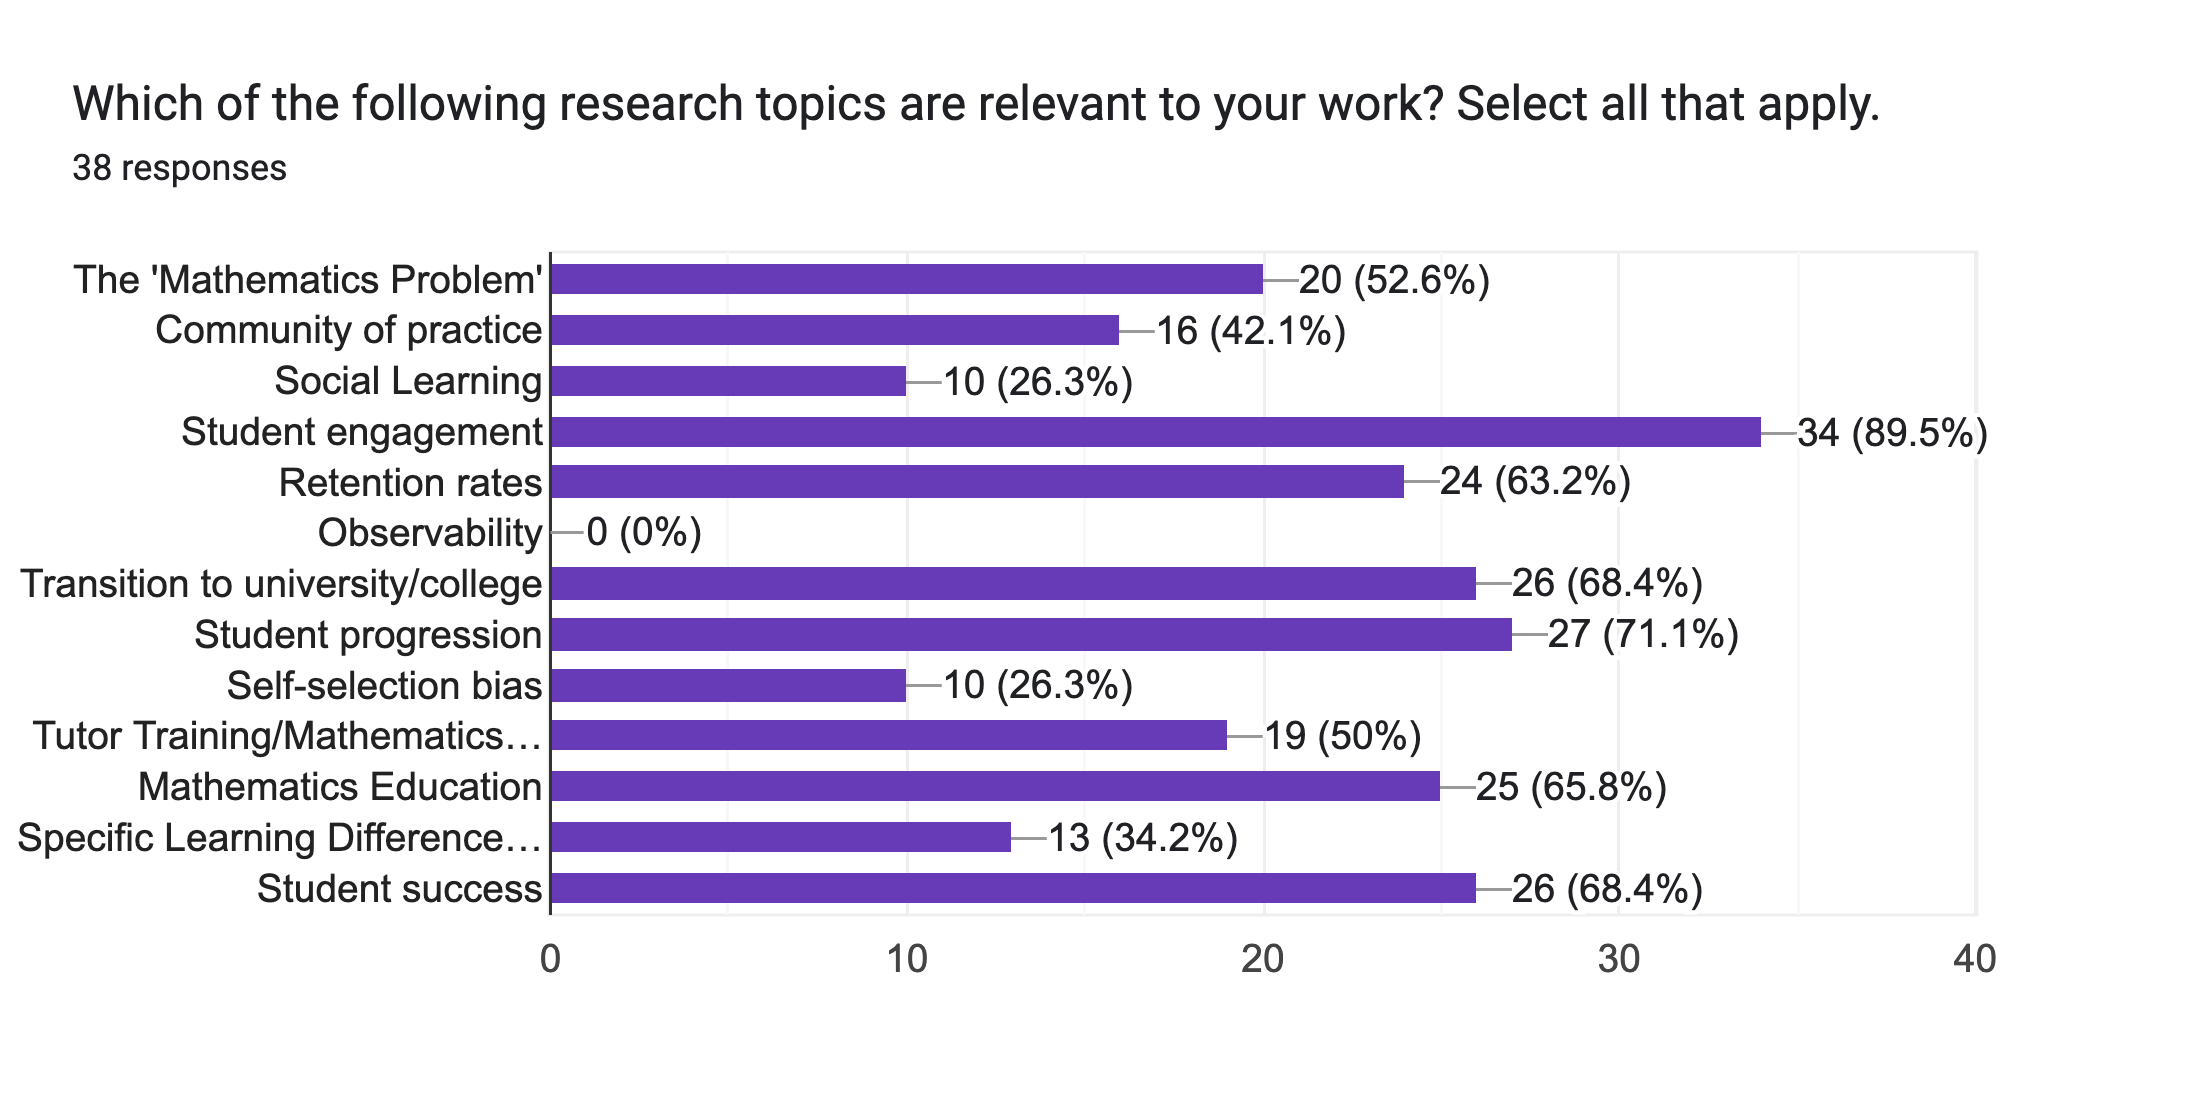 Which of the following research topics are relevant to your work? Select all that apply.
38 responses
The 'Mathematics Problem' 20 (52.6%)
Community of practice 16 (42.1%)
Social Learning 10 (26.3%)
Student engagement 34 (89.5%)
Retention rates 24 (63.2%)
Observability 0 (0%)
Transition to university/college 26 (68.4%)
Student progression 27 (71.1%)
Self-selection bias 10 (26.3%)
Tutor Training/Mathematics… 19 (50%)
Mathematics Education 25 (65.8%)
Specific Learning Difference… 13 (34.2%)
Student success 26 (68.4%)
0 10 20 30 40